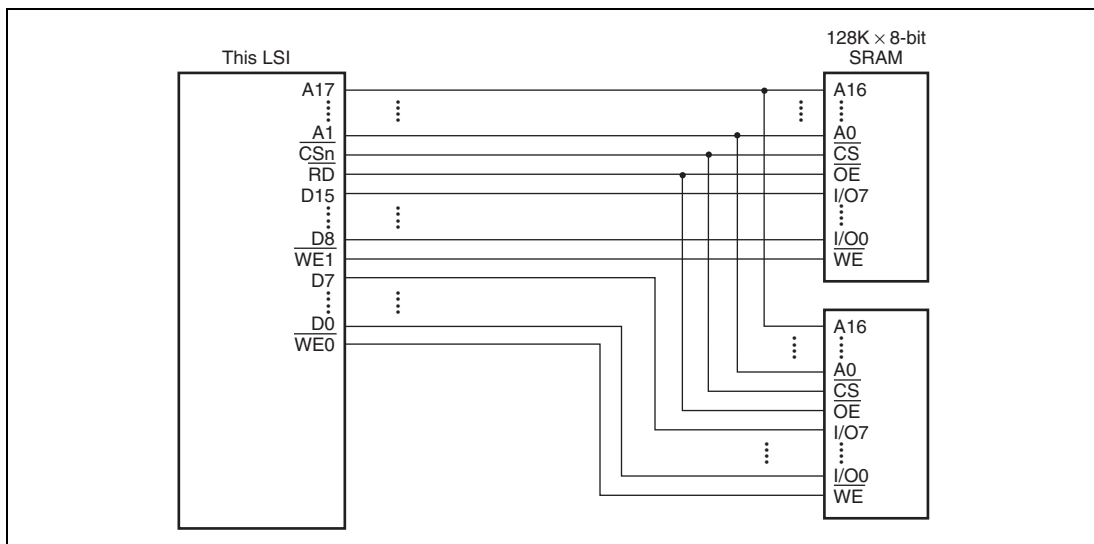 This LSI
A17
A1
CSn
RD
D15
D8
WE1
D7
D0
WE0
128K × 8-bit
SRAM
A16
A0
CS
OE
I/O7
I/O0
WE
A16
A0
CS
OE
I/O7
I/O0
WE